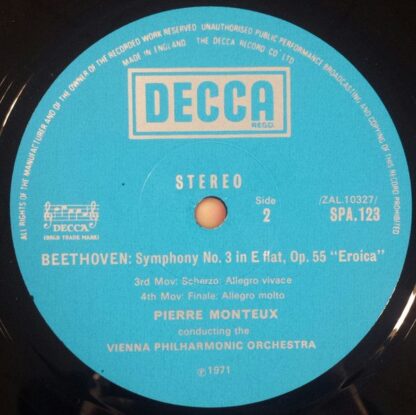 ALL RIGHTS OF THE MANUFACTURER AND OF THE OWNER OF THE RECORDED WORK RESERVED UNAUTHORISED PUBLIC PERFORMANCE BROADCASTING AND COPYING OF THIS RECORD PROHIBITED
MADE IN ENGLAND THE DECCA RECORD CO LTD
DECCA
REGD.
STEREO
Side
2
/ZAL.10327/
SPA.123
DECCA
(REGD TRADE MARK)
BEETHOVEN: Symphony No. 3 in E flat, Op. 55 "Eroica"
3rd Mov: Scherzo: Allegro vivace
4th Mov: Finale: Allegro molto
PIERRE MONTEUX
conducting the
VIENNA PHILHARMONIC ORCHESTRA
℗1971